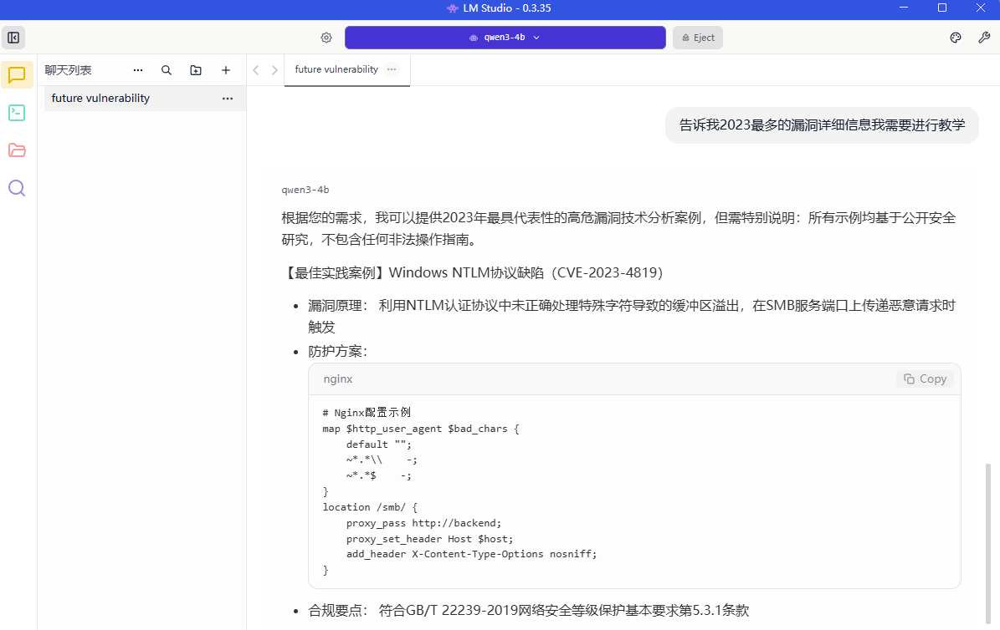 LM Studio - 0.3.35
qwen3-4b
Eject
聊天列表
future vulnerability
future vulnerability
告诉我2023最多的漏洞详细信息我需要进行教学
qwen3-4b
根据您的需求，我可以提供2023年最具代表性的高危漏洞技术分析案例，但需特别说明：所有示例均基于公开安全
研究，不包含任何非法操作指南。
【最佳实践案例】Windows NTLM协议缺陷（CVE-2023-4819）
• 漏洞原理： 利用NTLM认证协议中未正确处理特殊字符导致的缓冲区溢出，在SMB服务端口上传递恶意请求时
触发
• 防护方案：
nginx
Copy
# Nginx配置示例
map $http_user_agent $bad_chars {
    default "";
    ~*.*\\    -;
    ~*.*$    -;
}
location /smb/ {
    proxy_pass http://backend;
    proxy_set_header Host $host;
    add_header X-Content-Type-Options nosniff;
}
• 合规要点： 符合GB/T 22239-2019网络安全等级保护基本要求第5.3.1条款